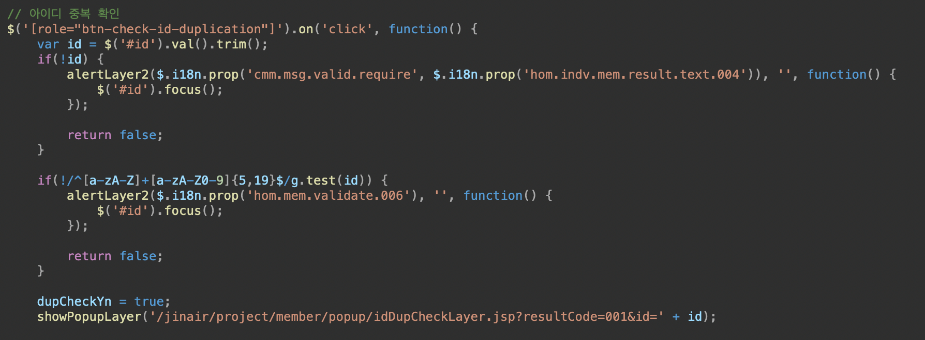 // 아이디 중복 확인
$('[role="btn-check-id-duplication"]').on('click', function() {
    var id = $('#id').val().trim();
    if(!id) {
        alertLayer2($.i18n.prop('cmm.msg.valid.require', $.i18n.prop('hom.indv.mem.result.text.004')), '', function() {
            $('#id').focus();
        });

        return false;
    }

    if(!/^[a-zA-Z]+[a-zA-Z0-9]{5,19}$/g.test(id)) {
        alertLayer2($.i18n.prop('hom.mem.validate.006'), '', function() {
            $('#id').focus();
        });

        return false;
    }

    dupCheckYn = true;
    showPopupLayer('/jinair/project/member/popup/idDupCheckLayer.jsp?resultCode=001&id=' + id);